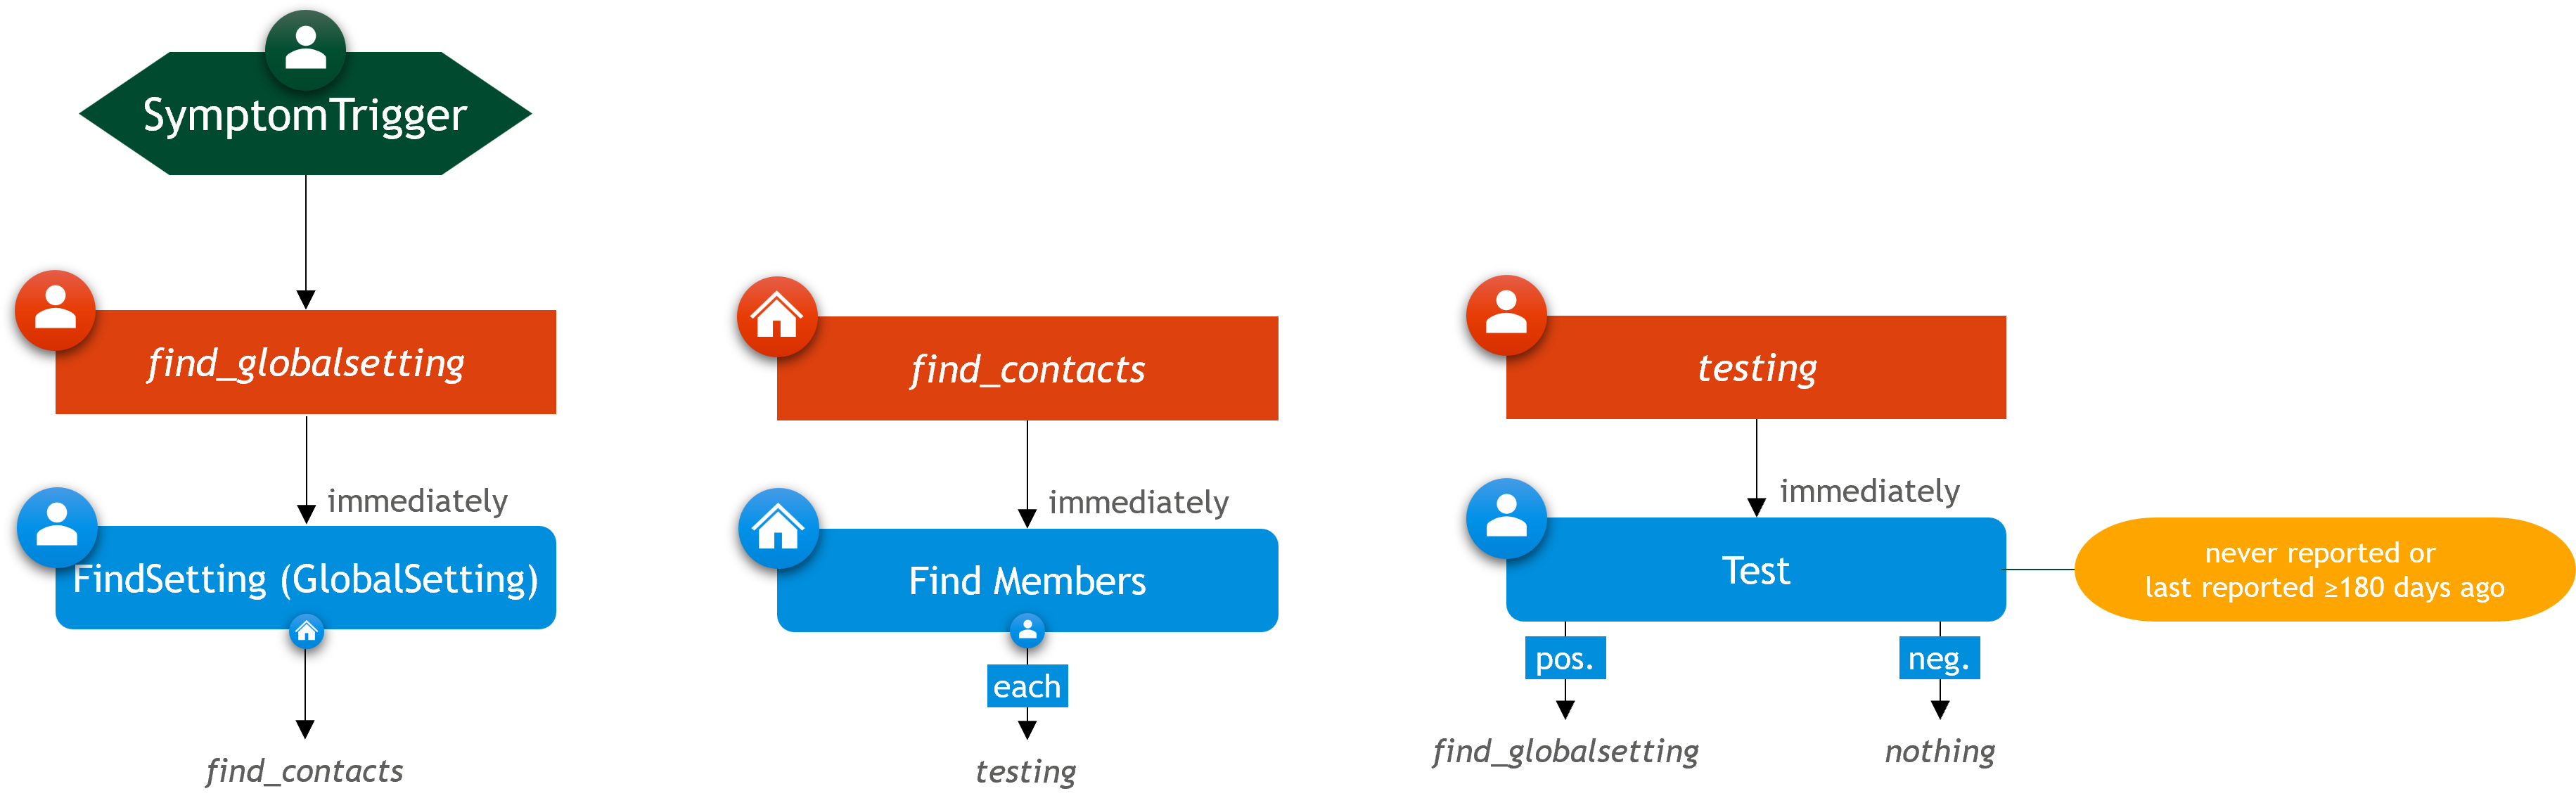 SymptomTrigger
find_globalsetting
immediately
FindSetting (GlobalSetting)
find_contacts
find_contacts
immediately
Find Members
each
testing
testing
immediately
Test
never reported or
last reported ≥180 days ago
pos.
neg.
find_globalsetting
nothing